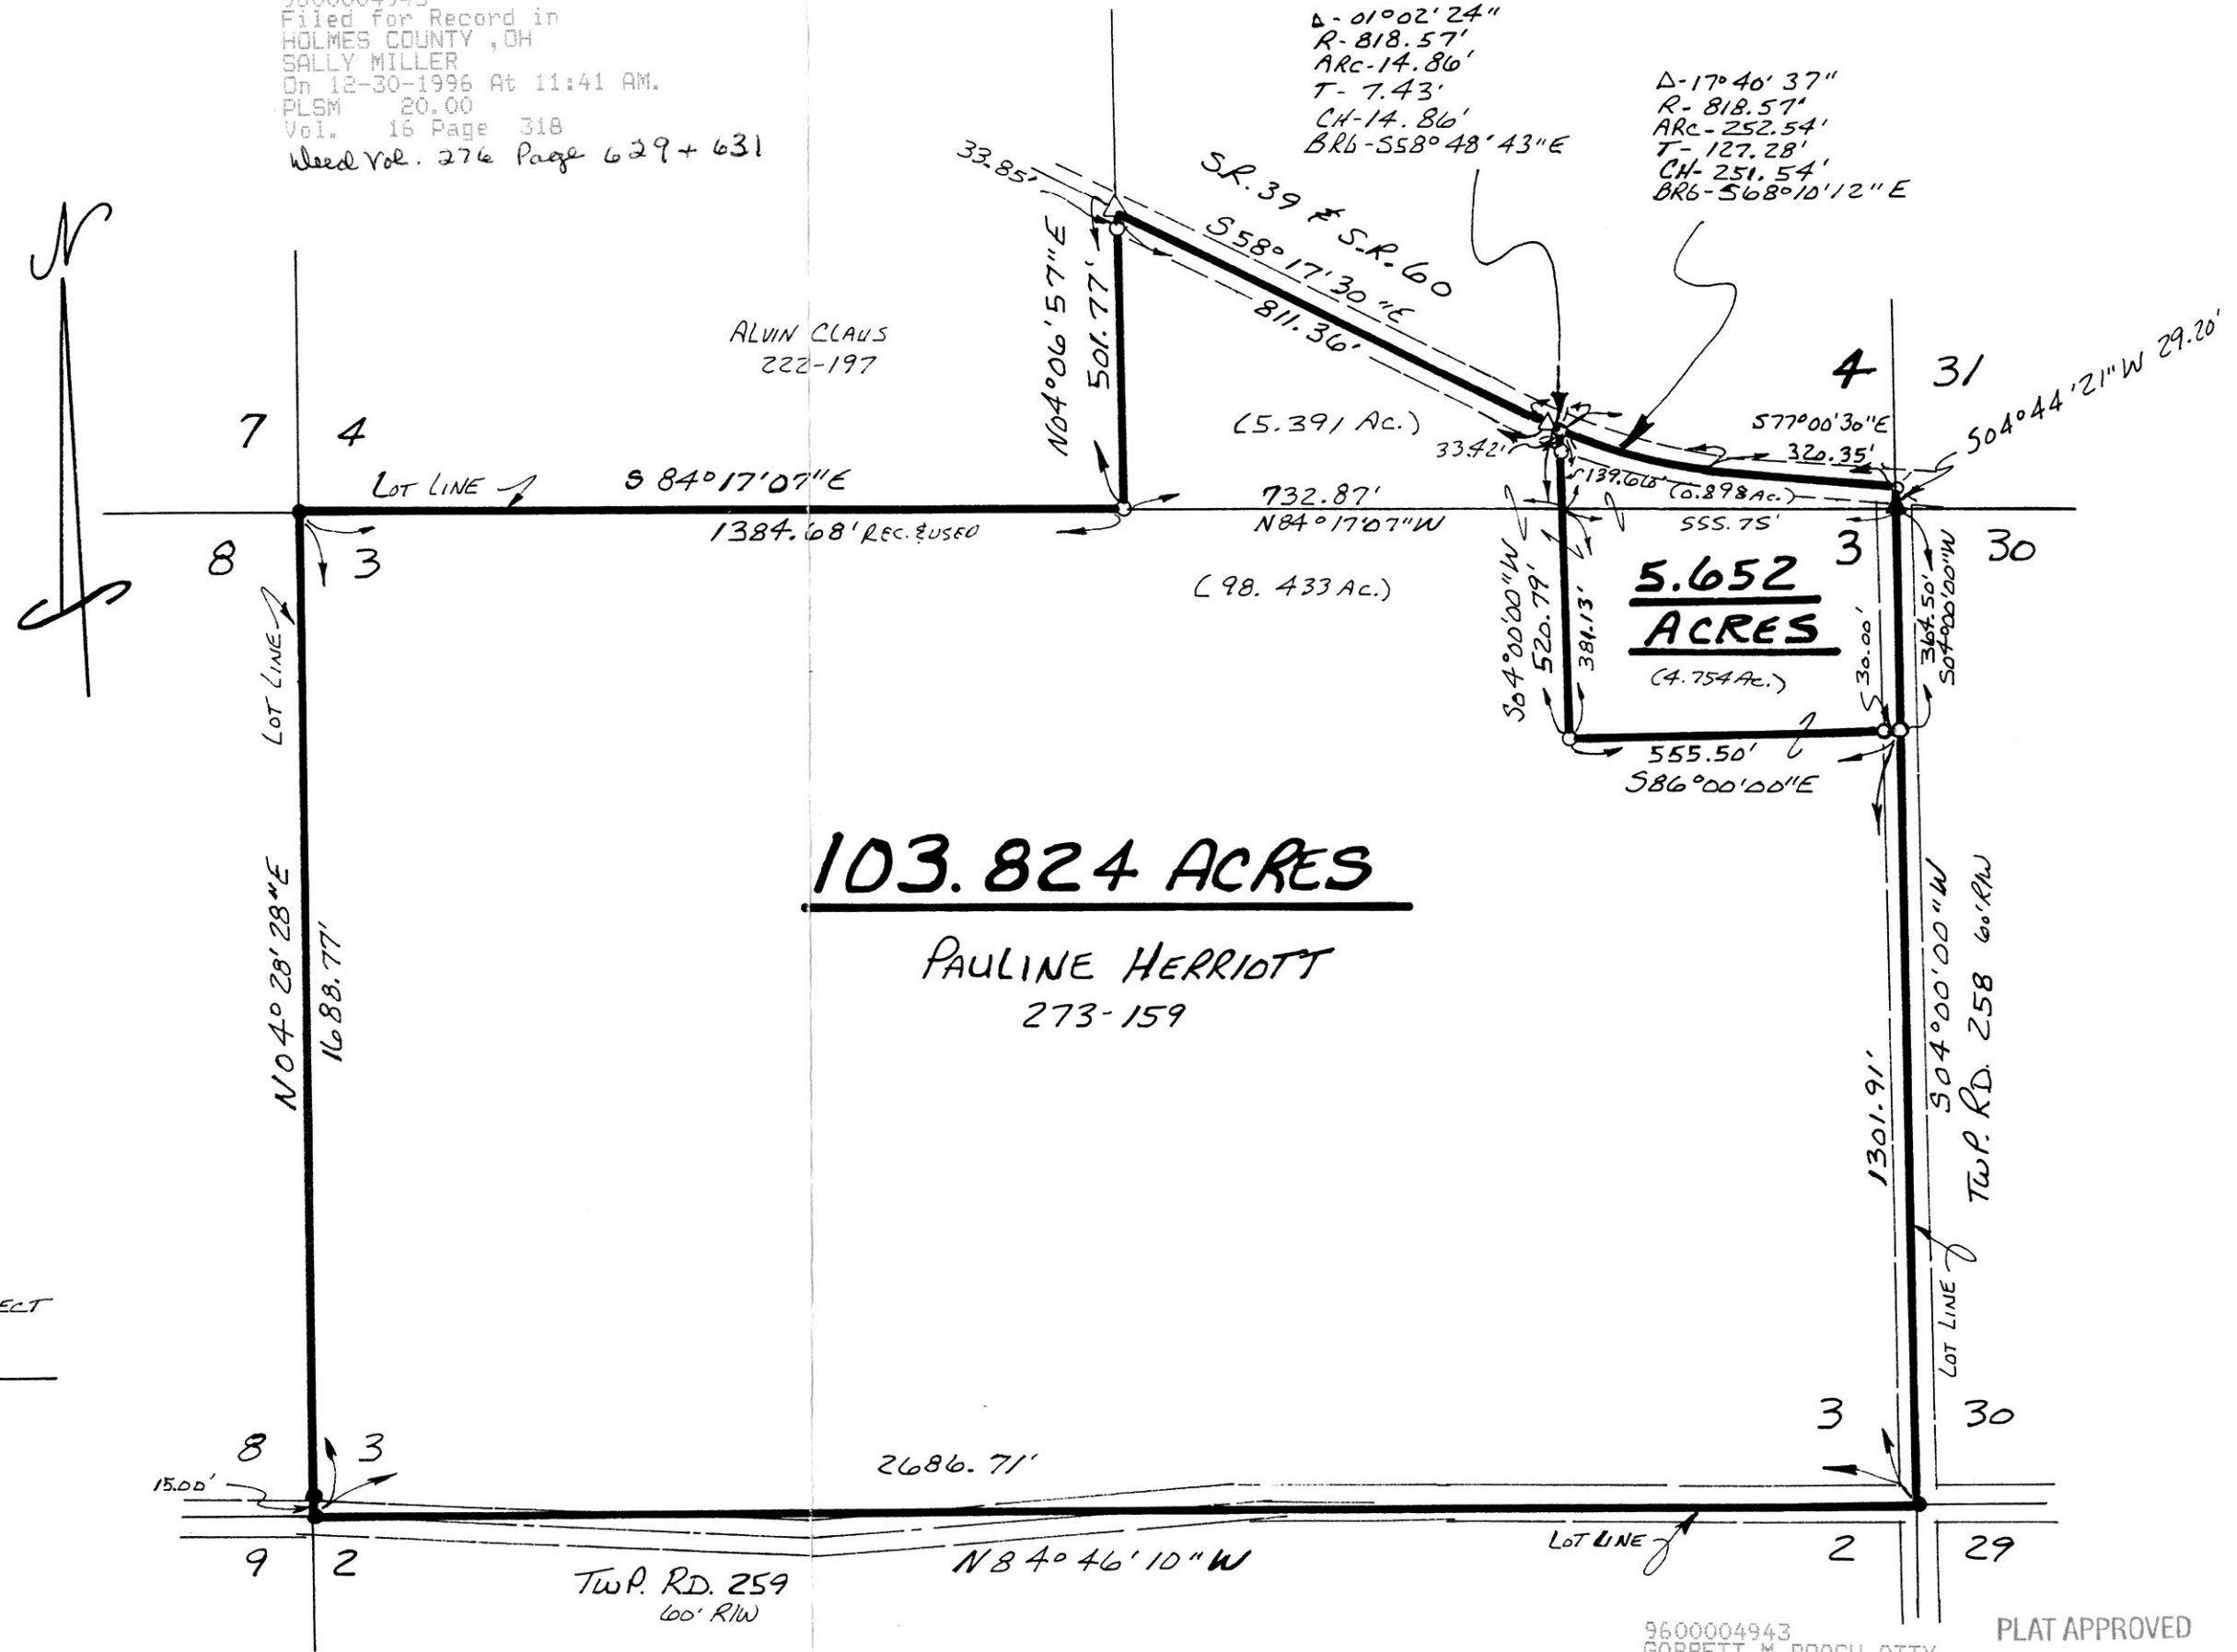 Filed for Record in
HOLMES COUNTY ,OH
SALLY MILLER
On 12-30-1996 At 11:41 AM.
PLSM 20.00
Vol. 16 Page 318
Deed Vol. 276 Page 629 + 631
Δ- 01°02'24"
R- 818.57'
ARC-14.86'
T- 7.43'
CH-14.86'
BRG-S58°48'43"E
Δ-17°40'37"
R- 818.57'
ARC-252.54'
T- 127.28'
CH- 251.54'
BRG-S68°10'12"E
N
33.85'
S.R. 39 & S.R. 60
S58°17'30"E
811.36'
N04°06'57"E
501.77'
ALVIN CLAUS
222-197
(5.391 Ac.)
33.42'
4 31
S77°00'30"E
320.35'
S04°44'21"W 29.20'
7 4
LOT LINE
S 84°17'07"E
1384.68' REC. & USED
732.87'
N84°17'07"W
139.66' (0.898 Ac.)
555.75'
8 3
3 30
(98.433 Ac.)
5.652
ACRES
(4.754 Ac.)
S04°00'00"W
520.79'
381.13'
30.00'
364.50'
S04°00'00"W
555.50'
S86°00'00"E
LOT LINE
N04°28'28"E
1688.77'
103.824 ACRES
PAULINE HERRIOTT
273-159
1301.91'
S04°00'00"W
TWP. RD. 258 60' R/W
LOT LINE
ECT
8 3
15.00'
2686.71'
3 30
9 2
TWP. RD. 259
60' R/W
N84°46'10"W
LOT LINE
2 29
9600004943
PLAT APPROVED